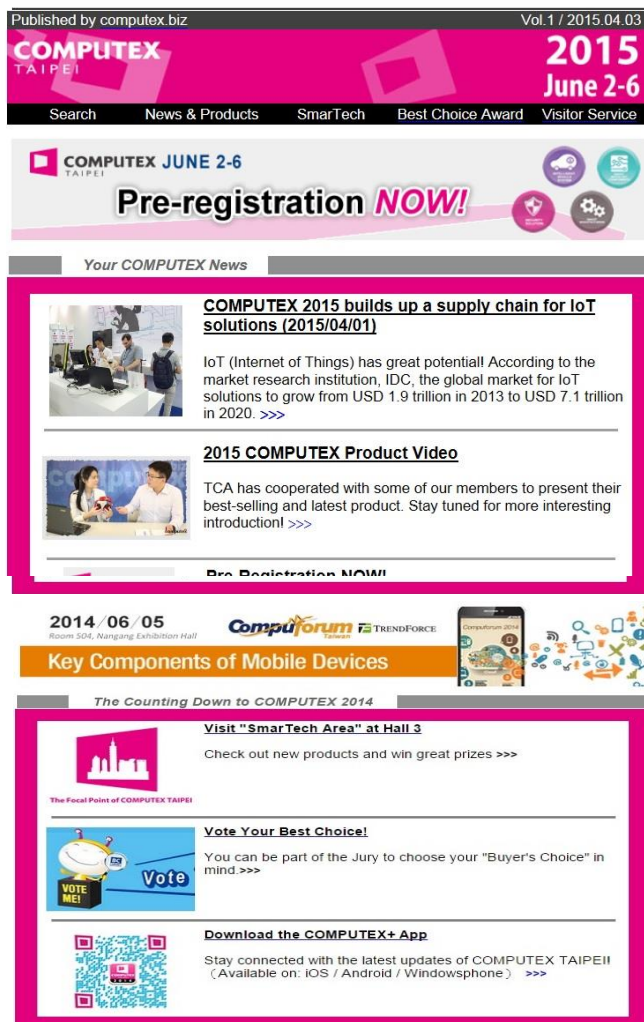 Published by computex.biz Vol.1 / 2015.04.03
COMPUTEX
TAIPEI
2015
June 2-6
Search News & Products SmarTech Best Choice Award Visitor Service
COMPUTEX JUNE 2-6
TAIPEI
Pre-registration NOW!
Your COMPUTEX News
COMPUTEX 2015 builds up a supply chain for IoT
solutions (2015/04/01)
IoT (Internet of Things) has great potential! According to the
market research institution, IDC, the global market for IoT
solutions to grow from USD 1.9 trillion in 2013 to USD 7.1 trillion
in 2020. >>>
2015 COMPUTEX Product Video
TCA has cooperated with some of our members to present their
best-selling and latest product. Stay tuned for more interesting
introduction! >>>
Pre-Registration NOW!
2014/06/05
Room 504, Nangang Exhibition Hall
Compuforum
Taiwan
TRENDFORCE
Compuforum 2014
Key Components of Mobile Devices
The Counting Down to COMPUTEX 2014
Visit "SmarTech Area" at Hall 3
Check out new products and win great prizes >>>
The Focal Point of COMPUTEX TAIPEI
Vote Your Best Choice!
You can be part of the Jury to choose your "Buyer's Choice" in
mind.>>>
VOTE
ME!
Vote
Download the COMPUTEX+ App
Stay connected with the latest updates of COMPUTEX TAIPEI!
(Available on: iOS / Android / Windowsphone) >>>